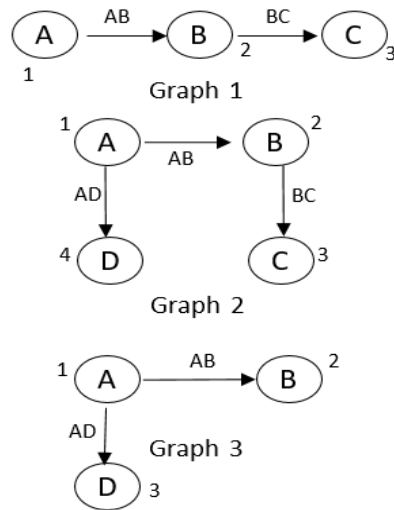 A AB B BC C
1 2 3
Graph 1
1 A AB B 2
AD BC
4 D C 3
Graph 2
1 A AB B 2
AD
Graph 3
D 3